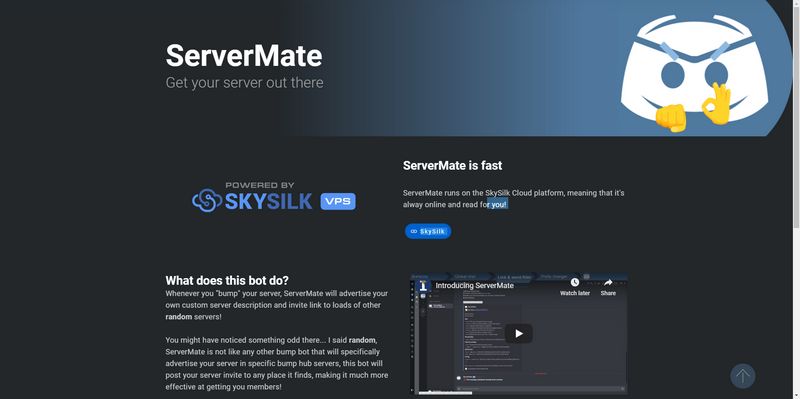 ServerMate
Get your server out there
POWERED BY
SKYSILK VPS
ServerMate is fast
ServerMate runs on the SkySilk Cloud platform, meaning that it's
alway online and read for you!
SkySilk
What does this bot do?
Whenever you "bump" your server, ServerMate will advertise your
own custom server description and invite link to loads of other
random servers!
You might have noticed something odd there... I said random,
ServerMate is not like any other bump bot that will specifically
advertise your server in specific bump hub servers, this bot will
post your server invite to any place it finds, making it much more
effective at getting you members!
Introducing ServerMate
Watch later
Share